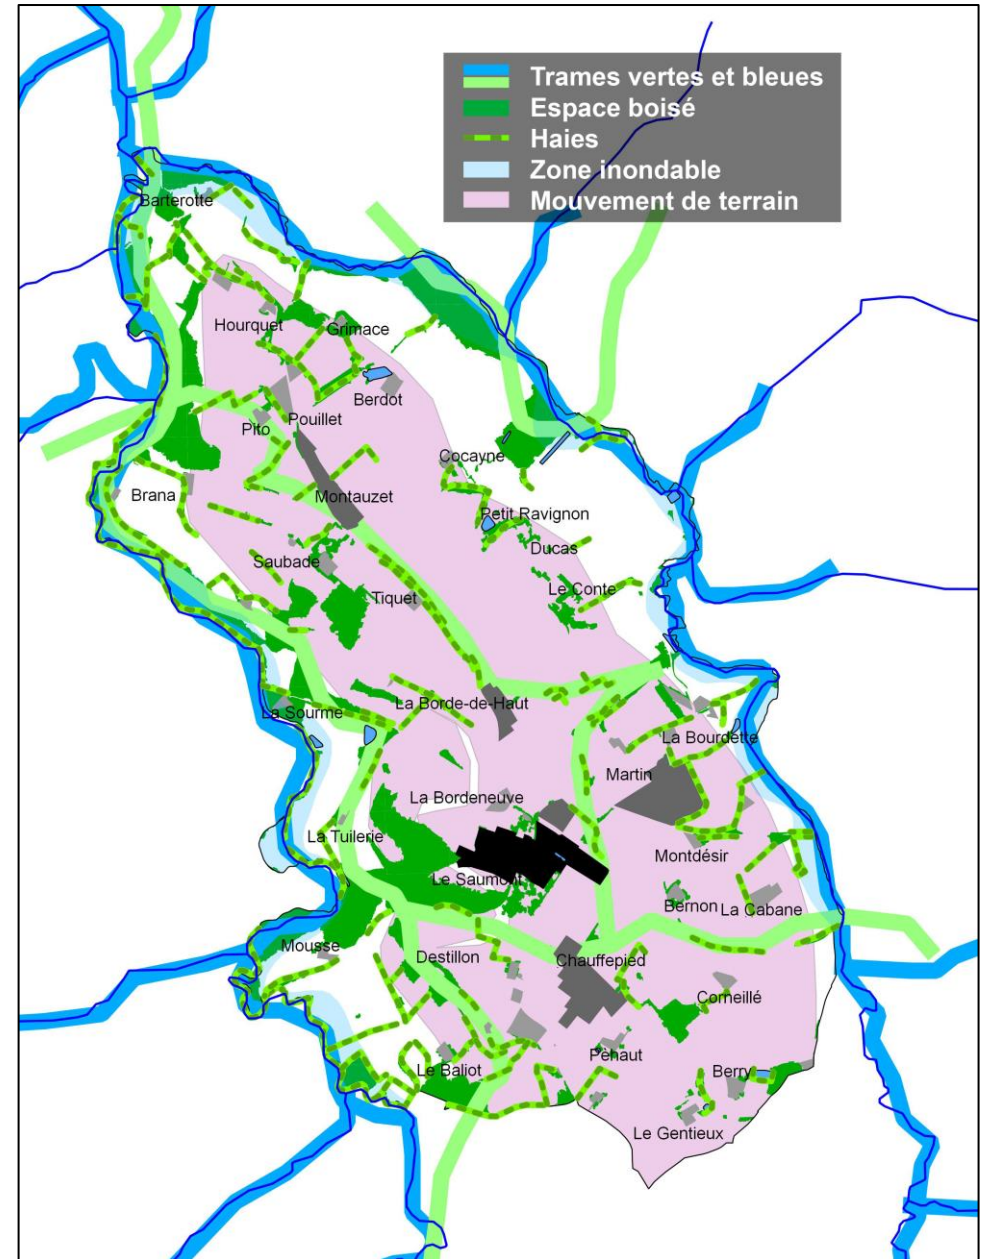 Trames vertes et bleues
Espace boisé
Haies
Zone inondable
Mouvement de terrain
Barterotte
Hourquet
Grimace
Berdot
Pouillet
Pito
Cocayne
Brana
Montauzet
Petit Ravignon
Ducas
Saubade
Le Conte
Tiquet
La Borde-de-Haut
La Sourme
La Bourdette
Martin
La Bordeneuve
La Tuilerie
Montdésir
Le Saumont
Bernon
La Cabane
Mousse
Destillon
Chauffepied
Corneillé
Péhaut
Le Baliot
Berry
Le Gentieux